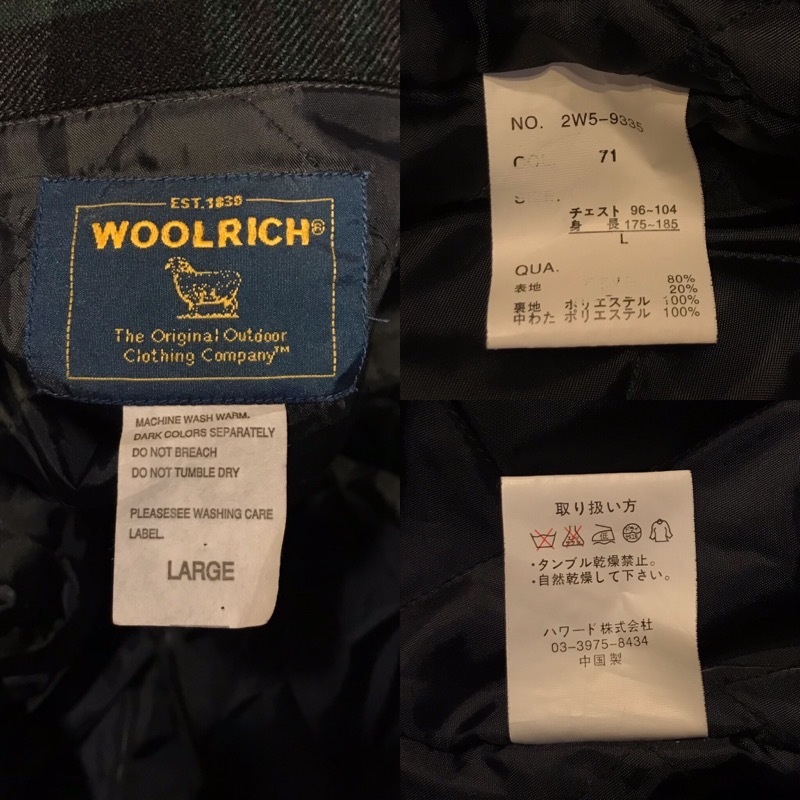 EST. 1830
WOOLRICH®
The Original Outdoor
Clothing Company™
MACHINE WASH WARM.
DARK COLORS SEPARATELY
DO NOT BREACH
DO NOT TUMBLE DRY
PLEASESEE WASHING CARE
LABEL.
LARGE
NO. 2W5-9335
71
チェスト 96~104
身長 175~185
L
QUA.
80%
表地 20%
裏地 ポリエステル 100%
中わた ポリエステル 100%
取り扱い方
・タンブル乾燥禁止。
・自然乾燥して下さい。
ハワード株式会社
03-3975-8434
中国製